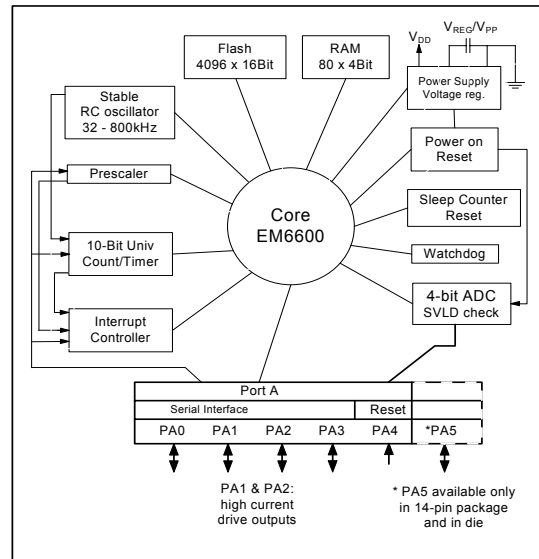 Flash
4096 x 16Bit
RAM
80 x 4Bit
VDD
VREG/VPP
Power Supply
Voltage reg.
Stable
RC oscillator
32 - 800kHz
Power on
Reset
Prescaler
Core
EM6600
Sleep Counter
Reset
10-Bit Univ
Count/Timer
Watchdog
4-bit ADC
SVLD check
Interrupt
Controller
Port A
Serial Interface
Reset
PA0 PA1 PA2 PA3 PA4 *PA5
PA1 & PA2:
high current
drive outputs
* PA5 available only
in 14-pin package
and in die